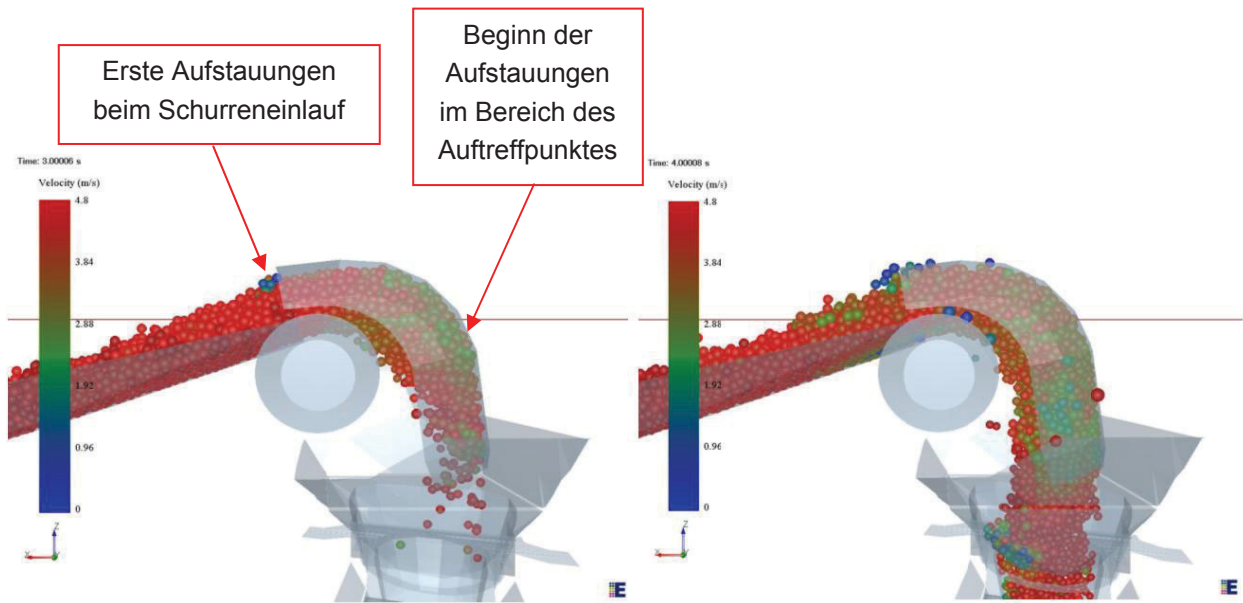 Erste Aufstauungen
beim Schurreneinlauf
Beginn der
Aufstauungen
im Bereich des
Auftreffpunktes
Time: 3.00006 s
Velocity (m/s)
4.8
3.84
2.88
1.92
0.96
0
Z
X
Y
E
Time: 4.00008 s
Velocity (m/s)
4.8
3.84
2.88
1.92
0.96
0
Z
X
Y
E